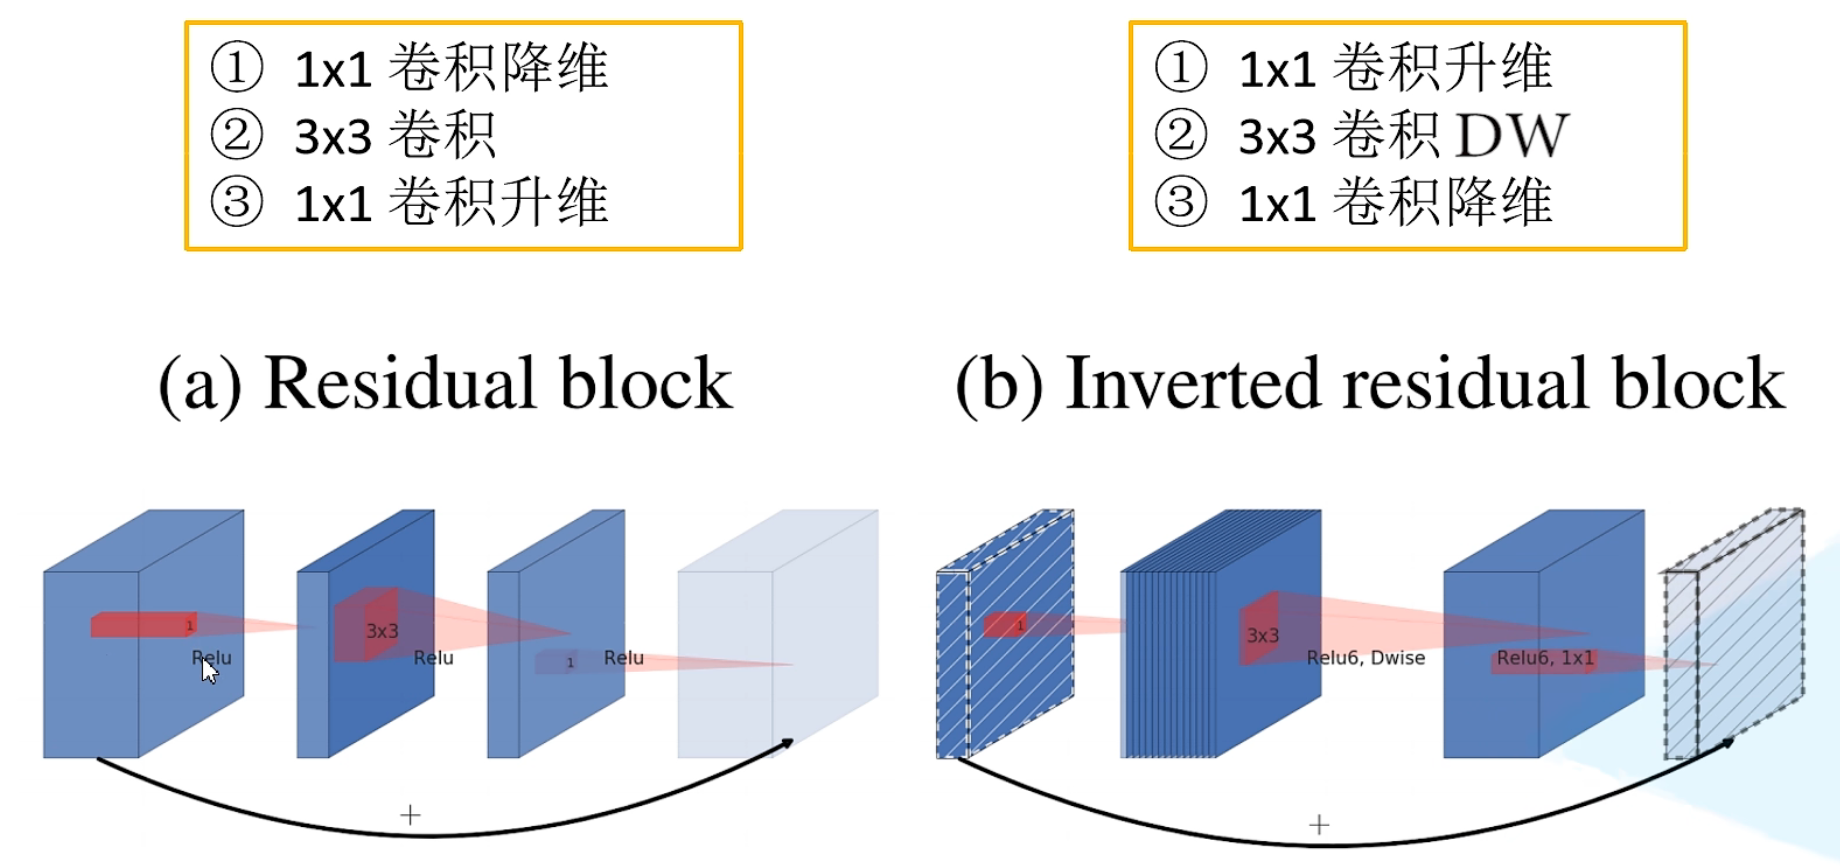 ① 1x1 卷积降维
② 3x3 卷积
③ 1x1 卷积升维
① 1x1 卷积升维
② 3x3 卷积 DW
③ 1x1 卷积降维
(a) Residual block
(b) Inverted residual block
1
Relu
3x3
Relu
1
Relu
+
1
3x3
Relu6, Dwise
Relu6, 1x1
+